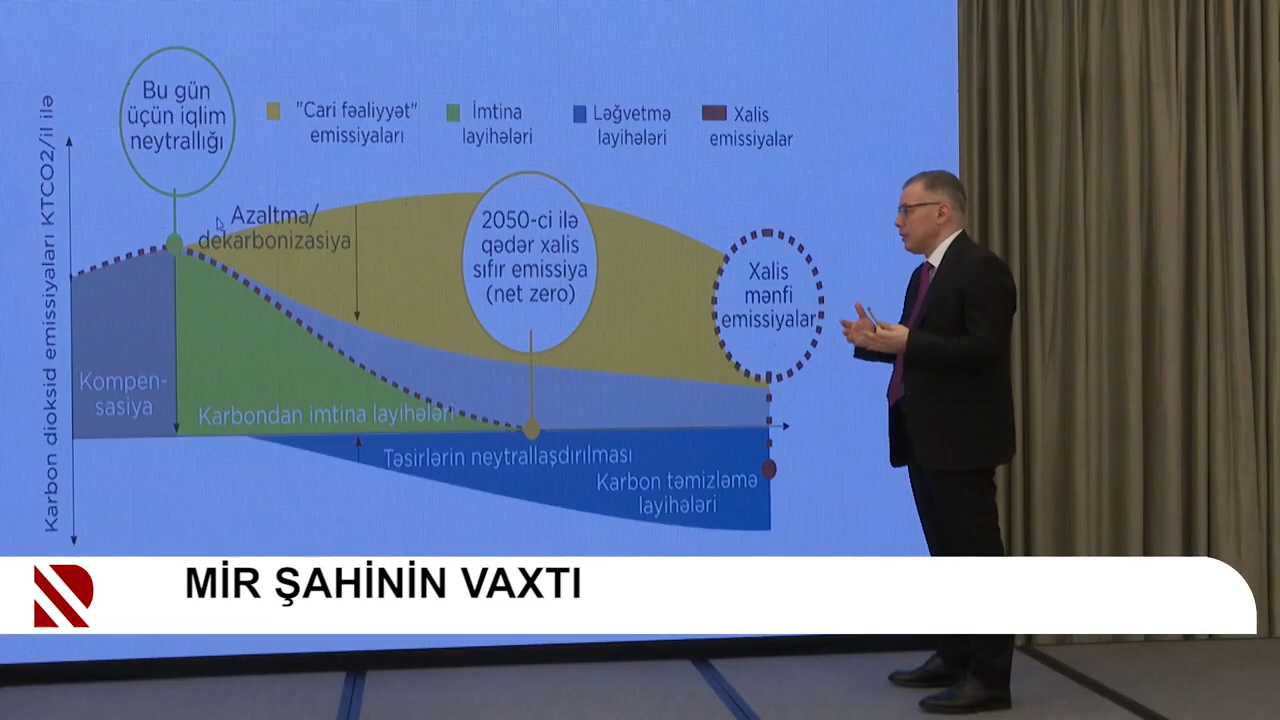 Karbon dioksid emissiyaları KTCO2/il ilə
Bu gün
üçün iqlim
neytrallığı
"Cari fəaliyyət"
emissiyaları
İmtina
layihələri
Ləğvetmə
layihələri
Xalis
emissiyalar
Azaltma/
dekarbonizasiya
2050-ci ilə
qədər xalis
sıfır emissiya
(net zero)
Xalis
mənfi
emissiyalar
Kompen-
sasiya
Karbondan imtina layihələri
Təsirlərin neytrallaşdırılması
Karbon təmizləmə
layihələri
MİR ŞAHİNİN VAXTI